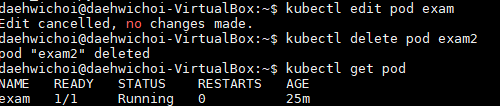 daehwichoi@daehwichoi-VirtualBox:~$ kubectl edit pod exam
Edit cancelled, no changes made.
daehwichoi@daehwichoi-VirtualBox:~$ kubectl delete pod exam2
pod "exam2" deleted
daehwichoi@daehwichoi-VirtualBox:~$ kubectl get pod
NAME READY STATUS RESTARTS AGE
exam 1/1 Running 0 25m